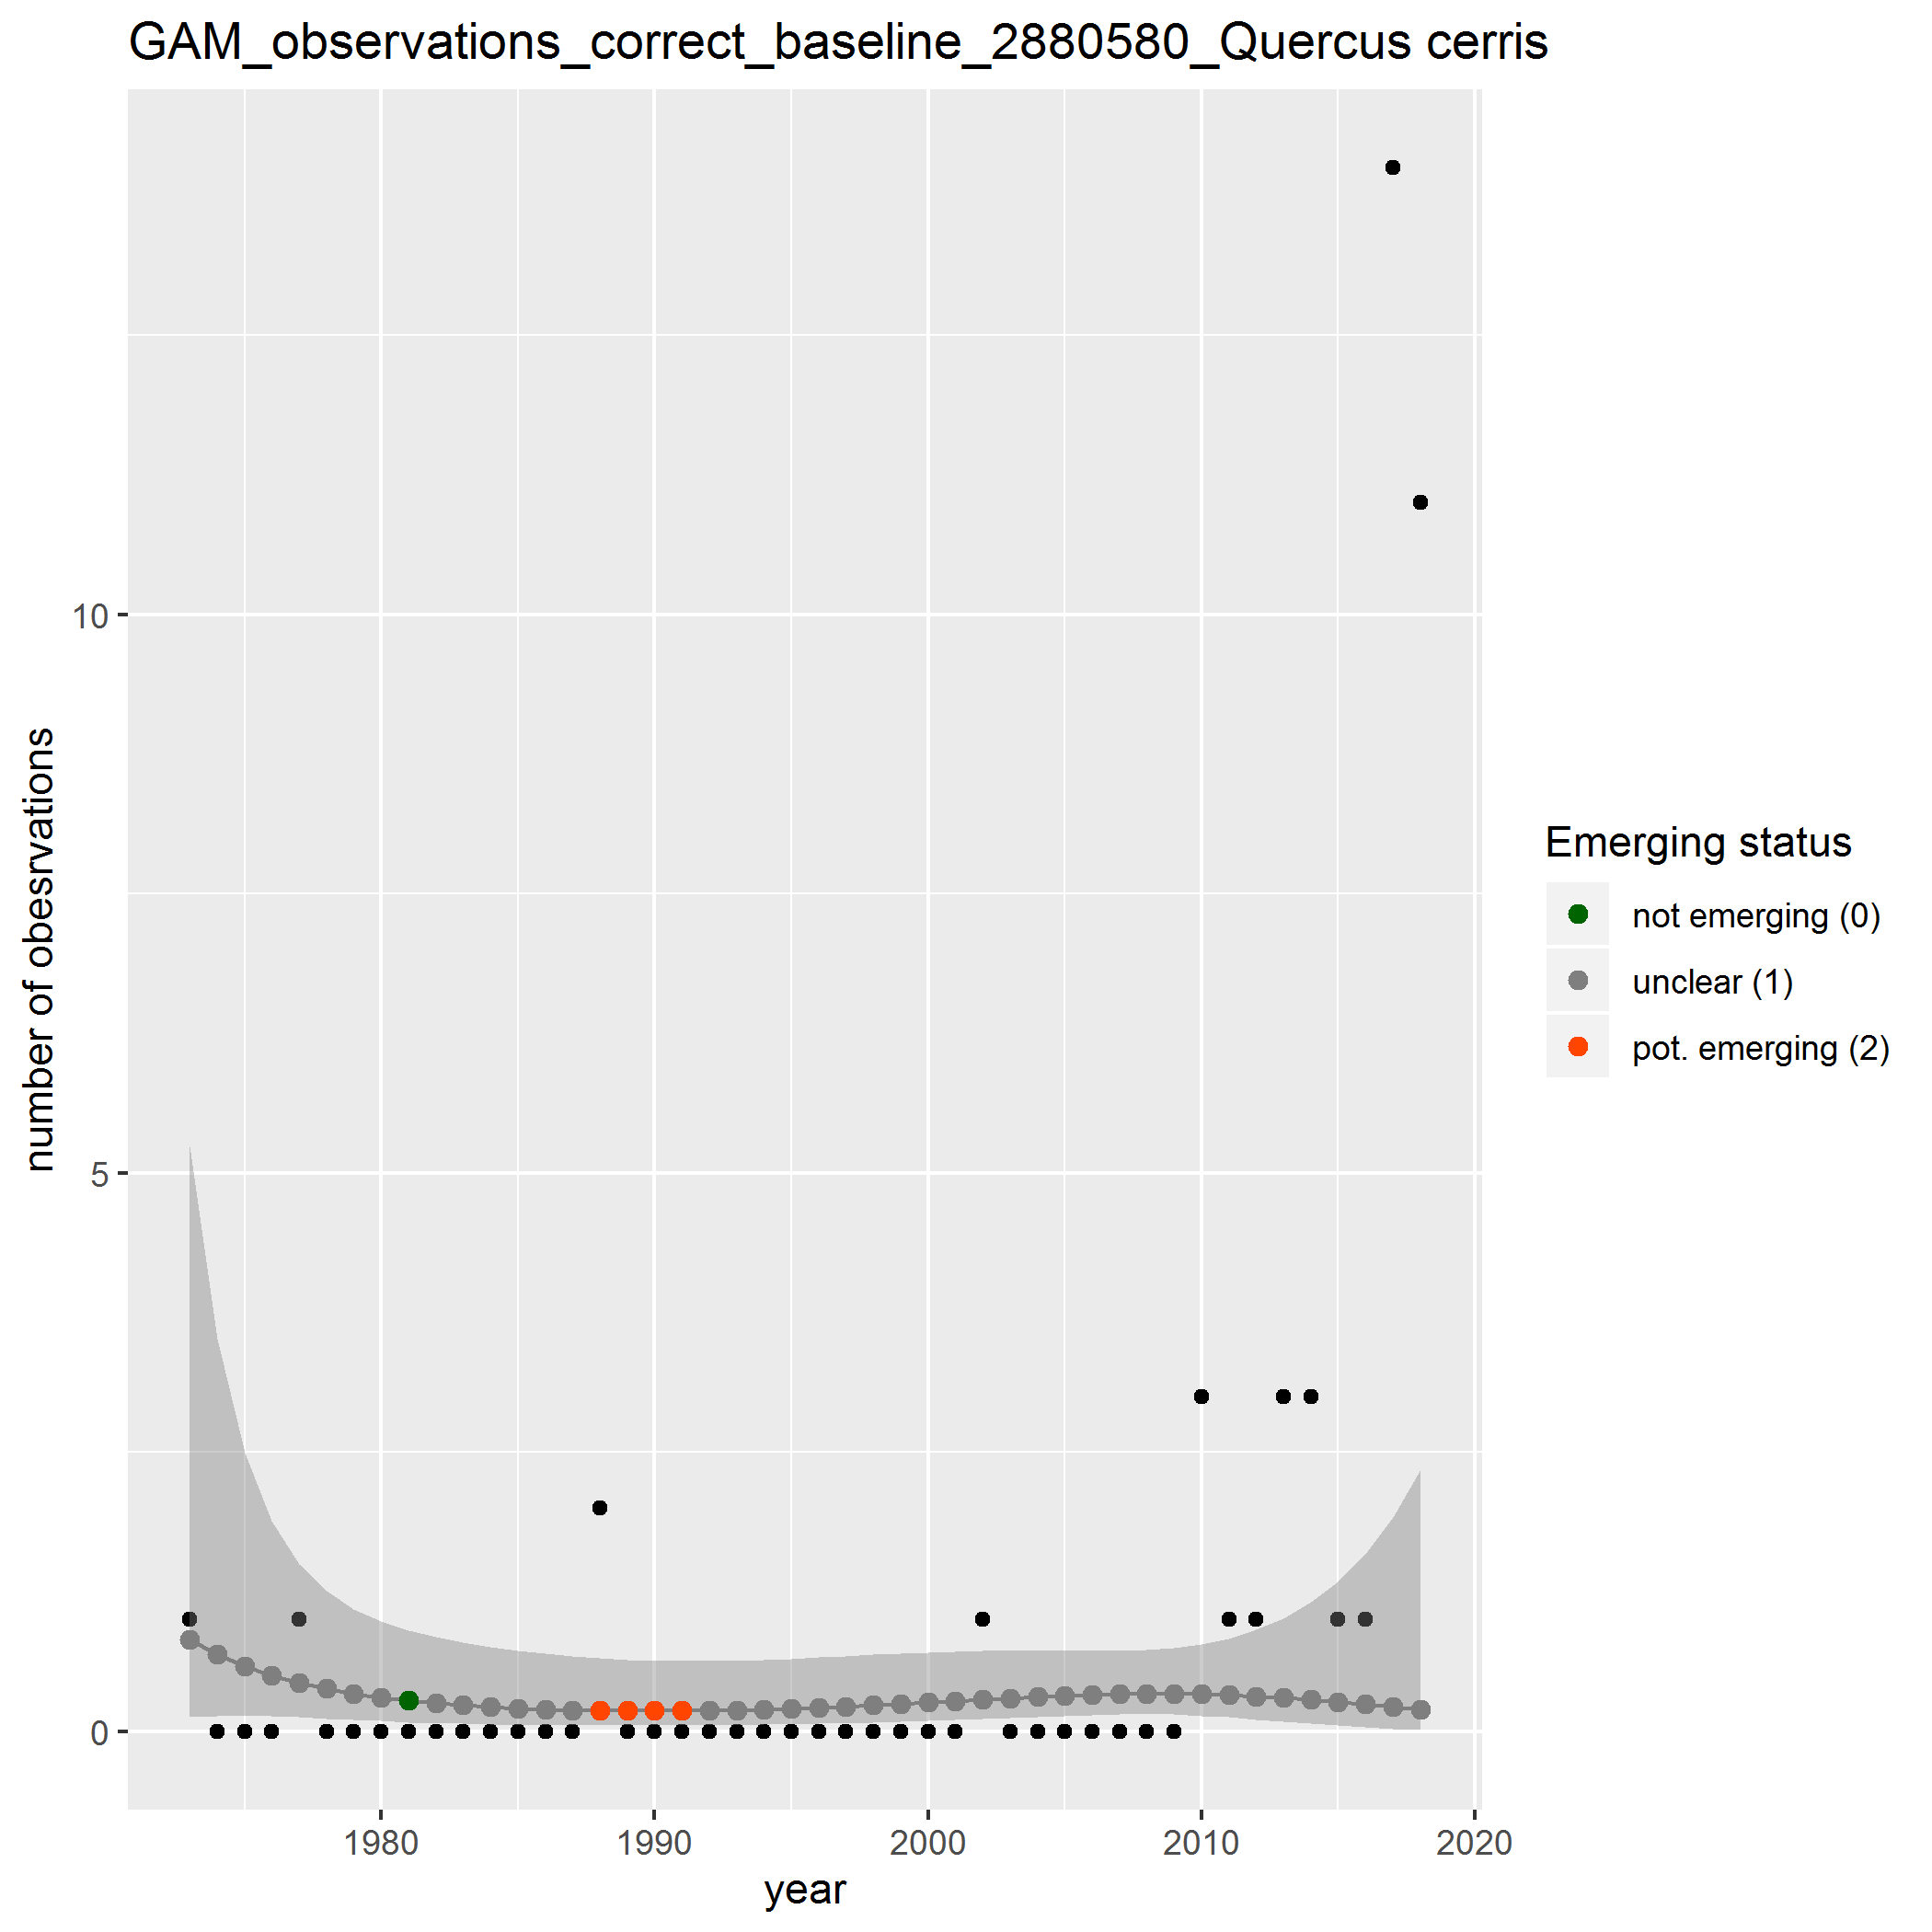 GAM_observations_correct_baseline_2880580_Quercus cerris
number of obesrvations
10
5
0
1980
1990
2000
2010
2020
year
Emerging status
not emerging (0)
unclear (1)
pot. emerging (2)